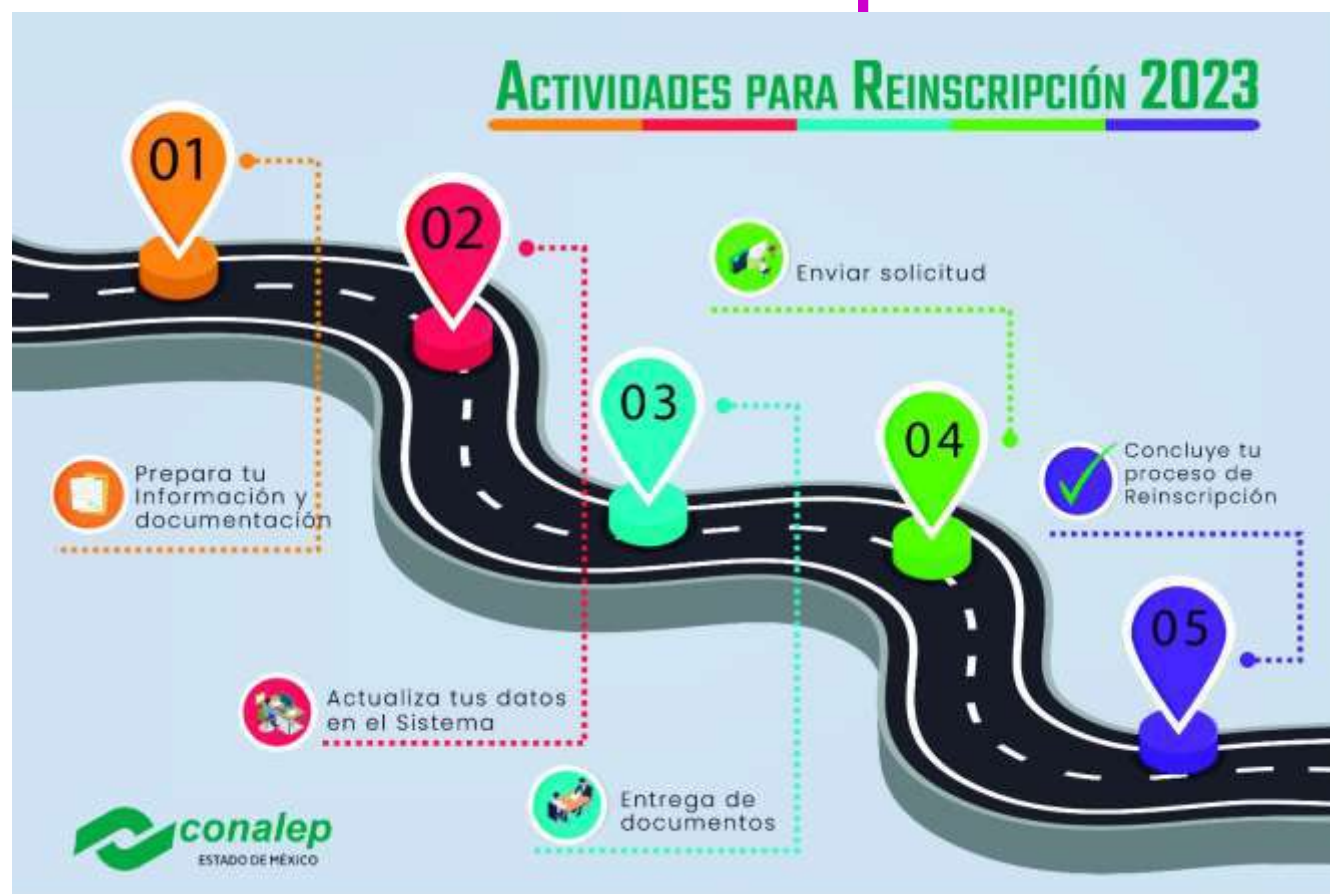 ACTIVIDADES PARA REINSCRIPCIÓN 2023
01
Prepara tu
Información y
documentación
02
Actualiza tus datos
en el Sistema
03
Entrega de
documentos
04
Enviar solicitud
05
Concluye tu
proceso de
Reinscripción
conalep
ESTADO DE MÉXICO